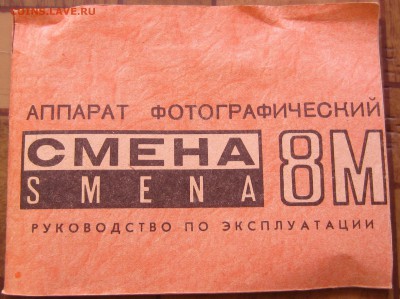 COINS.LAVE.RU
АППАРАТ ФОТОГРАФИЧЕСКИЙ
СМЕНА
SMENA 8М
РУКОВОДСТВО ПО ЭКСПЛУАТАЦИИ